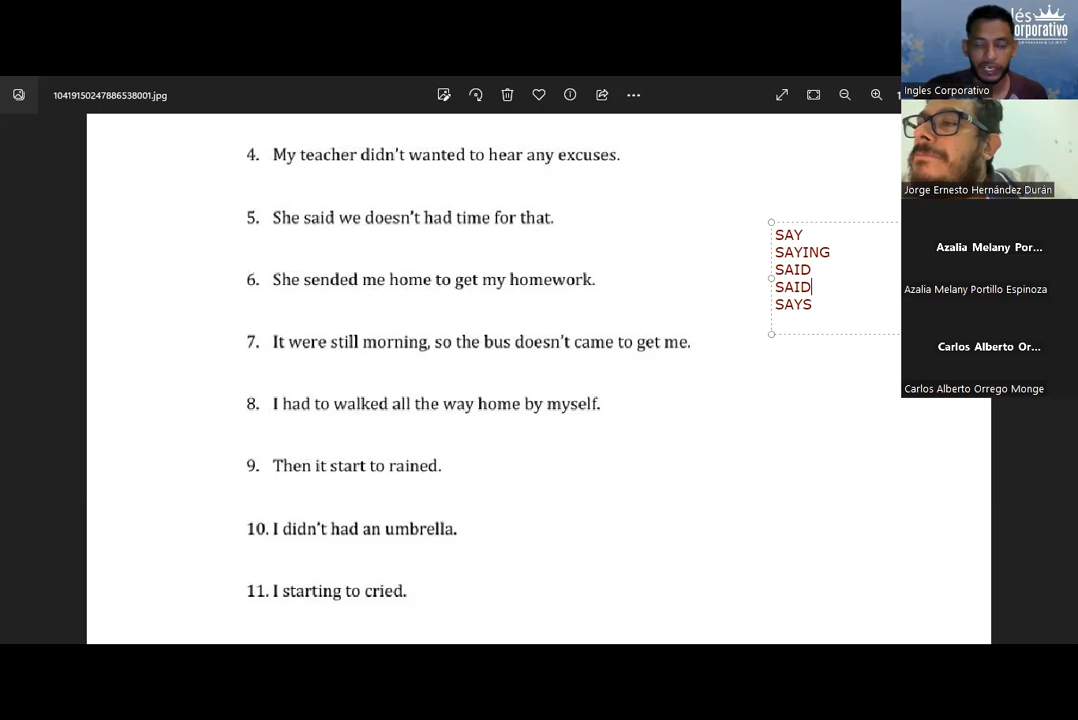 lés
orporativo
Ingles Corporativo
10419150247886538001.jpg
4. My teacher didn't wanted to hear any excuses.
5. She said we doesn't had time for that.
6. She sended me home to get my homework.
7. It were still morning, so the bus doesn't came to get me.
8. I had to walked all the way home by myself.
9. Then it start to rained.
10. I didn't had an umbrella.
11. I starting to cried.
SAY
SAYING
SAID
SAID
SAYS
Jorge Ernesto Hernández Durán
Azalia Melany Por...
Azalia Melany Portillo Espinoza
Carlos Alberto Or...
Carlos Alberto Orrego Monge